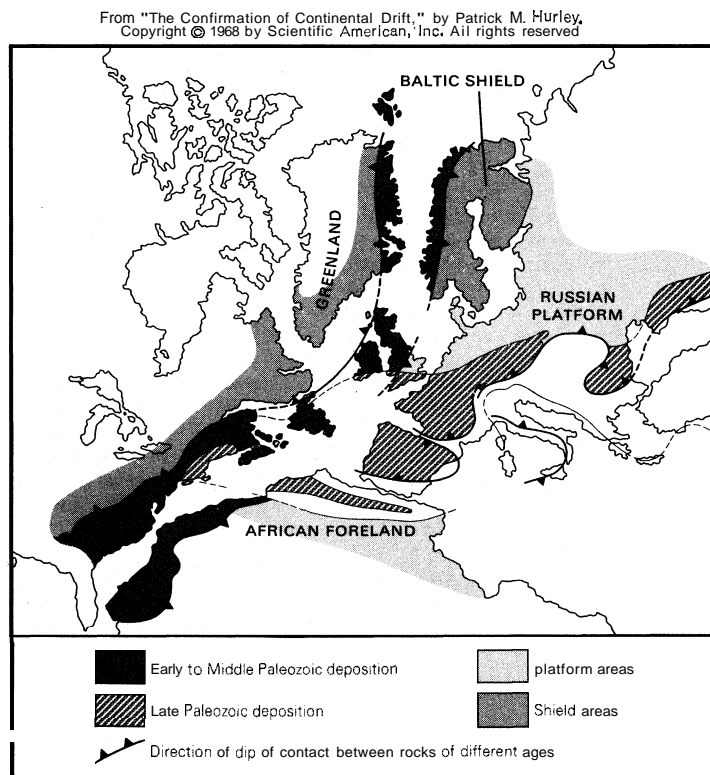 From "The Confirmation of Continental Drift," by Patrick M. Hurley.
Copyright © 1968 by Scientific American, Inc. All rights reserved
BALTIC SHIELD
GREENLAND
RUSSIAN
PLATFORM
AFRICAN FORELAND
Early to Middle Paleozoic deposition
platform areas
Late Paleozoic deposition
Shield areas
Direction of dip of contact between rocks of different ages